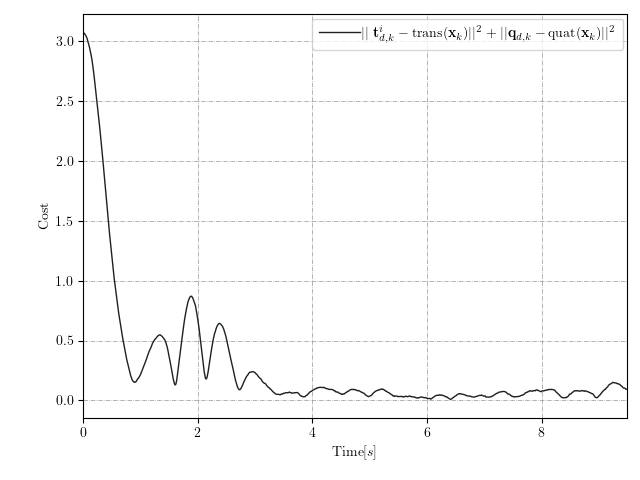 || t^i_{d,k} − trans(x_k)||^2 + ||q_{d,k} − quat(x_k)||^2
3.0
2.5
2.0
1.5
1.0
0.5
0.0
Cost
0 2 4 6 8
Time[s]